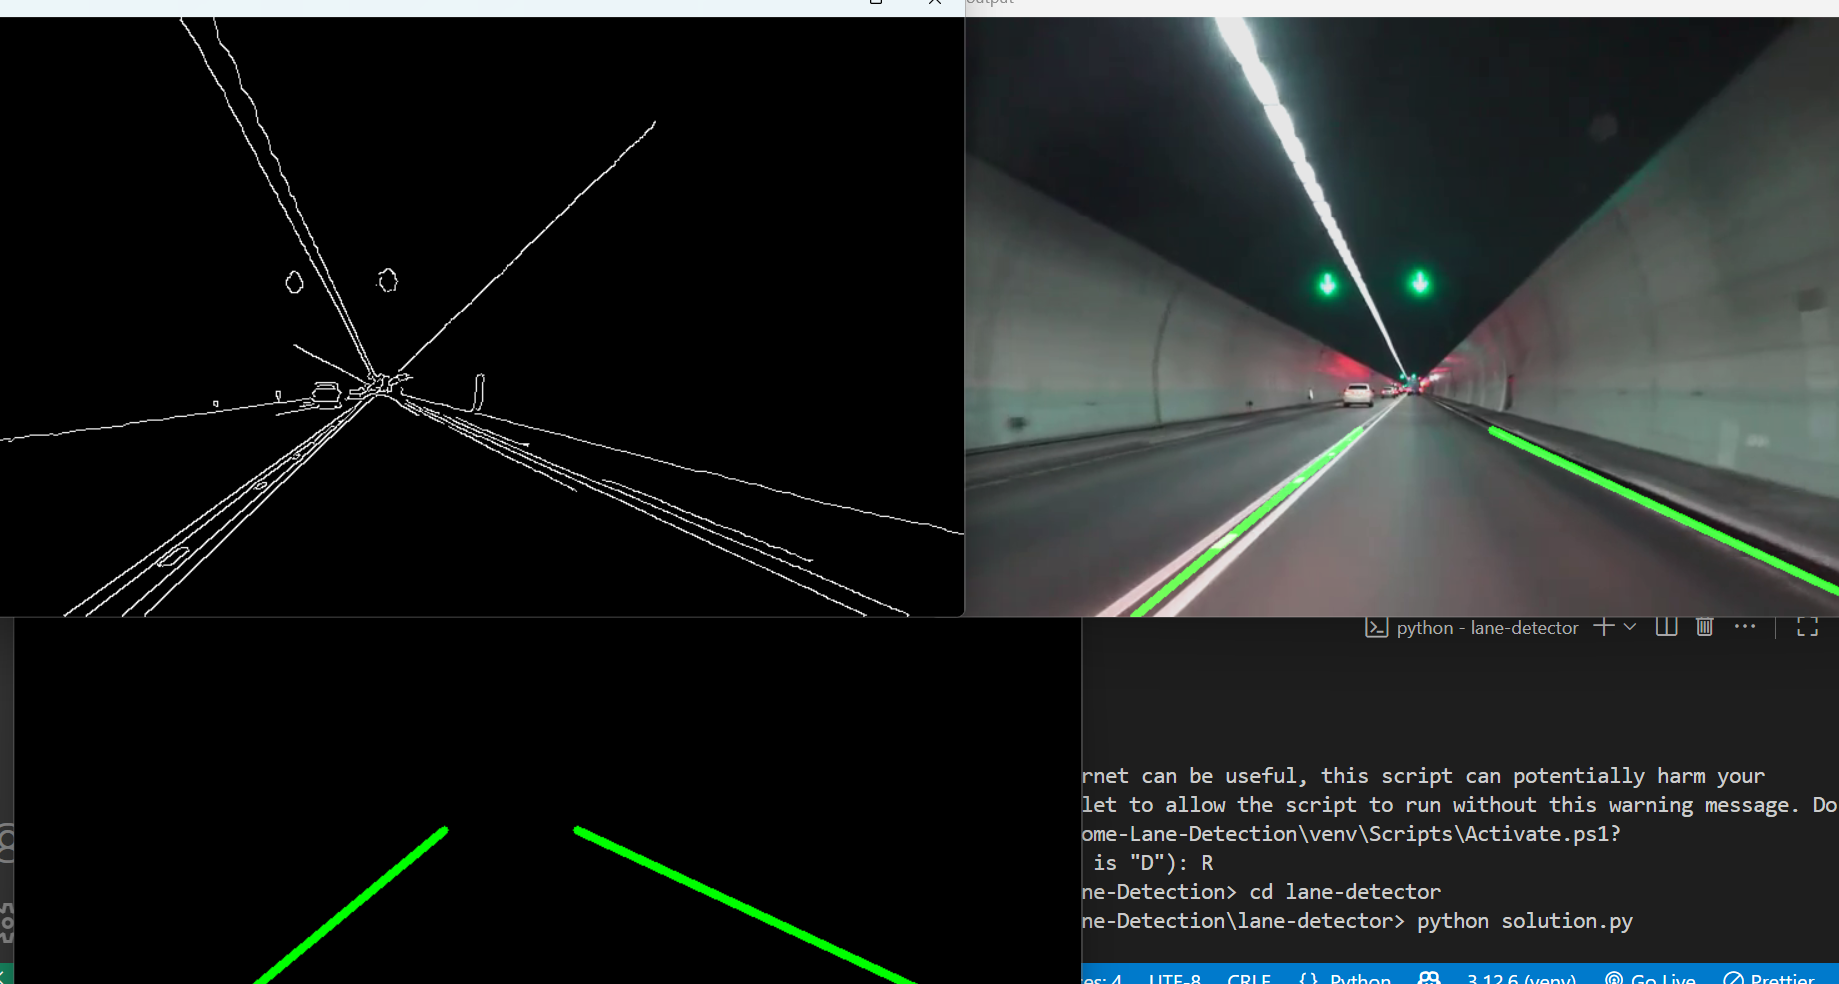 output
python - lane-detector
rnet can be useful, this script can potentially harm your
let to allow the script to run without this warning message. Do
ome-Lane-Detection\venv\Scripts\Activate.ps1?
is "D"): R
ne-Detection> cd lane-detector
ne-Detection\lane-detector> python solution.py
es: 4 UTF-8 CRLF {} Python 3.12.6 (venv) Go Live Prettier